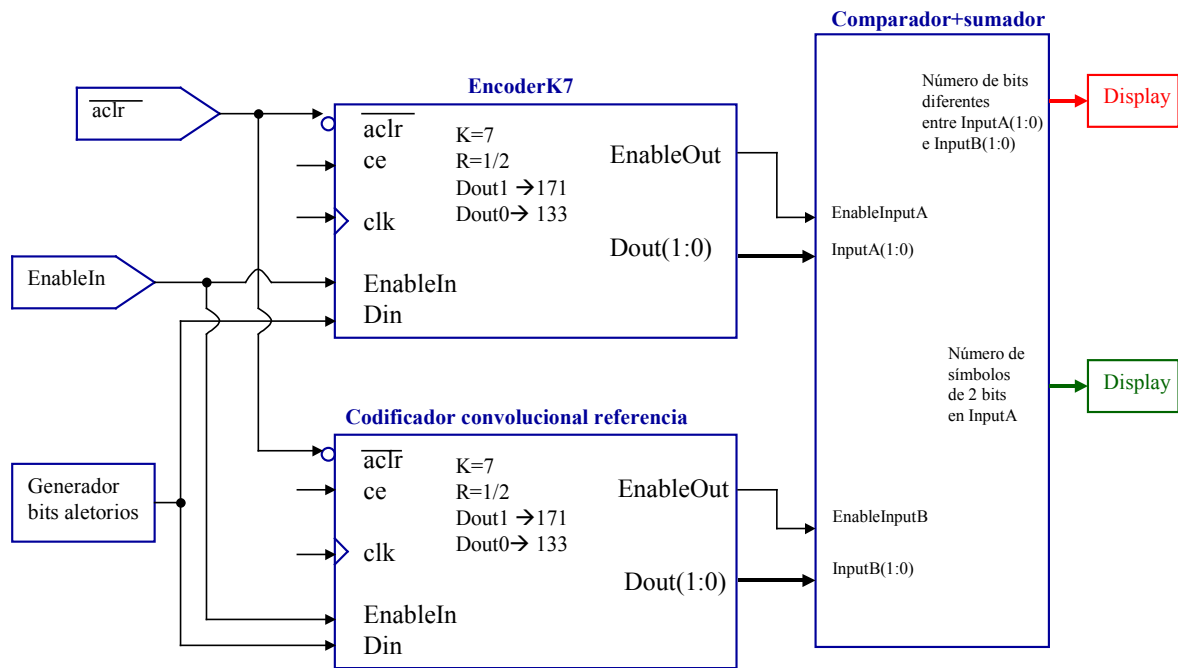 Comparador+sumador
EncoderK7
aclr
aclr
ce
clk
EnableIn
Din
K=7
R=1/2
Dout1 →171
Dout0→ 133
EnableOut
Dout(1:0)
Número de bits
diferentes
entre InputA(1:0)
e InputB(1:0)
Display
EnableInputA
InputA(1:0)
EnableIn
Número de
símbolos
de 2 bits
en InputA
Display
Codificador convolucional referencia
aclr
ce
clk
EnableIn
Din
K=7
R=1/2
Dout1 →171
Dout0→ 133
EnableOut
Dout(1:0)
EnableInputB
InputB(1:0)
Generador
bits aletorios